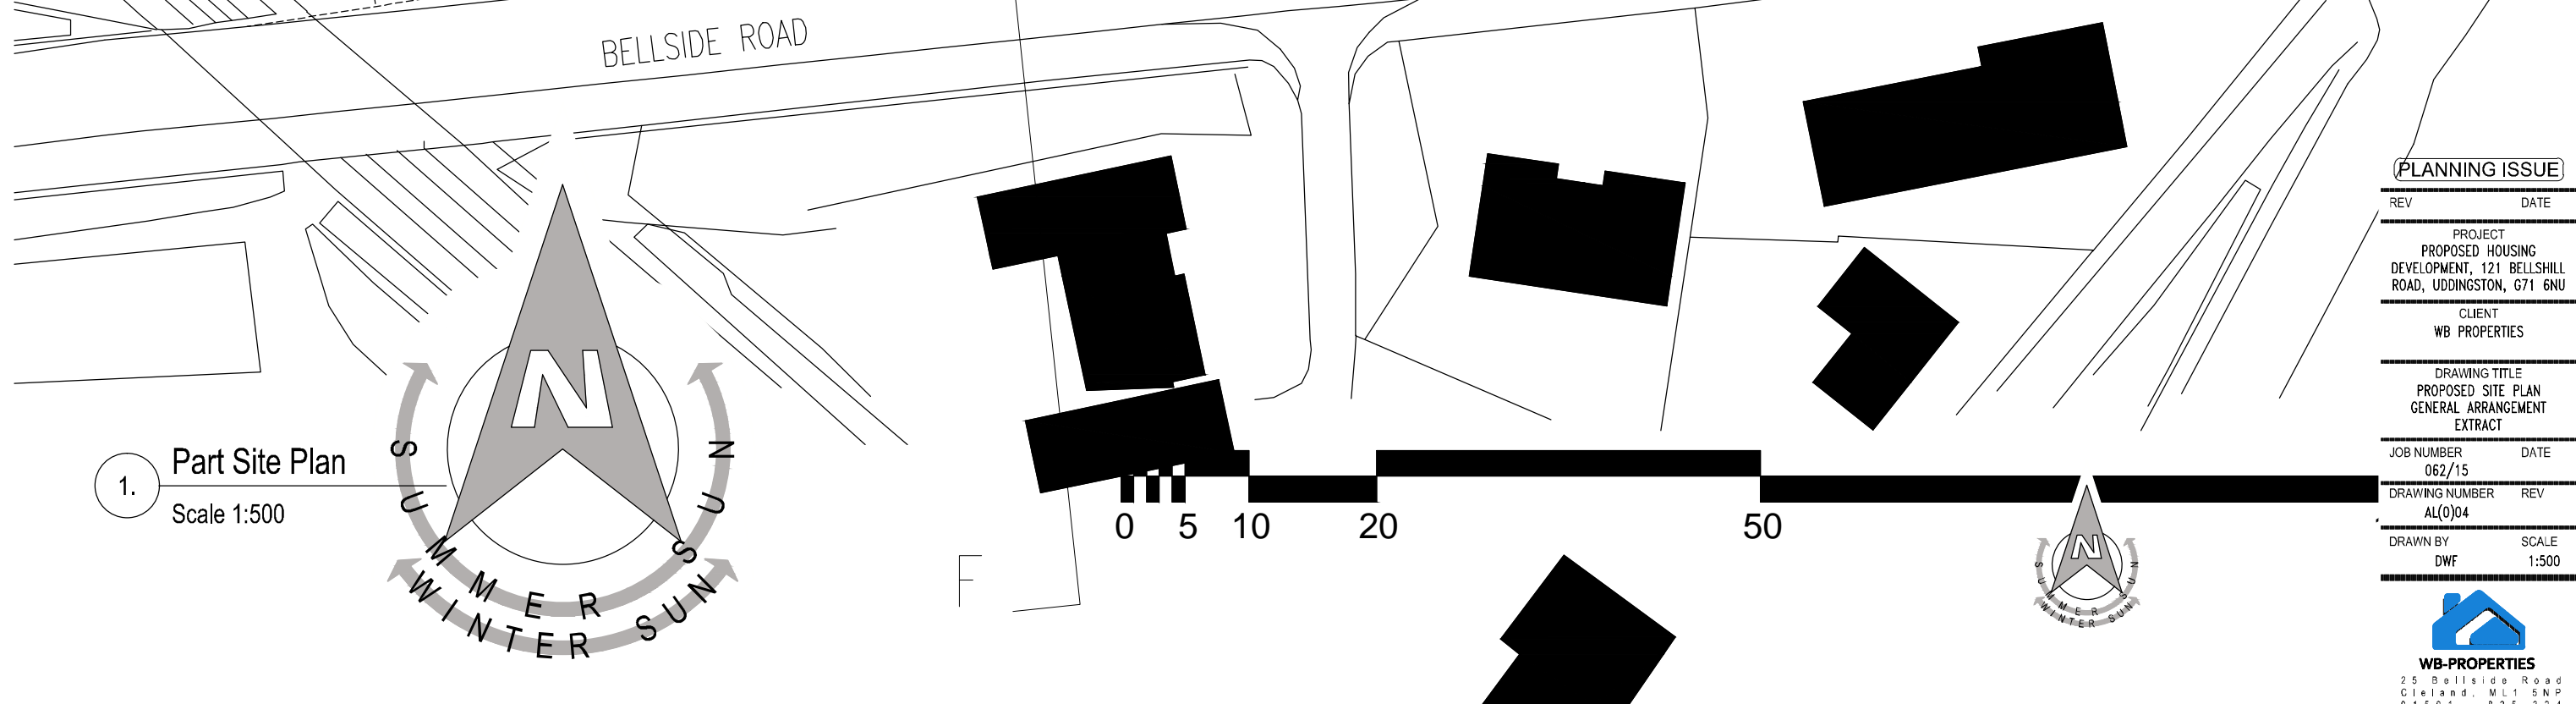 BELLSIDE ROAD
1.
Part Site Plan
Scale 1:500
N
SUMMER SUN
WINTER SUN
0 5 10 20 50
F
N
SUMMER SUN
WINTER SUN
PLANNING ISSUE
REV DATE
PROJECT
PROPOSED HOUSING
DEVELOPMENT, 121 BELLSHILL
ROAD, UDDINGSTON, G71 6NU
CLIENT
WB PROPERTIES
DRAWING TITLE
PROPOSED SITE PLAN
GENERAL ARRANGEMENT
EXTRACT
JOB NUMBER DATE
062/15
DRAWING NUMBER REV
AL(0)04
DRAWN BY SCALE
DWF 1:500
WB-PROPERTIES
25 Bellside Road
Cleland, ML1 5NP